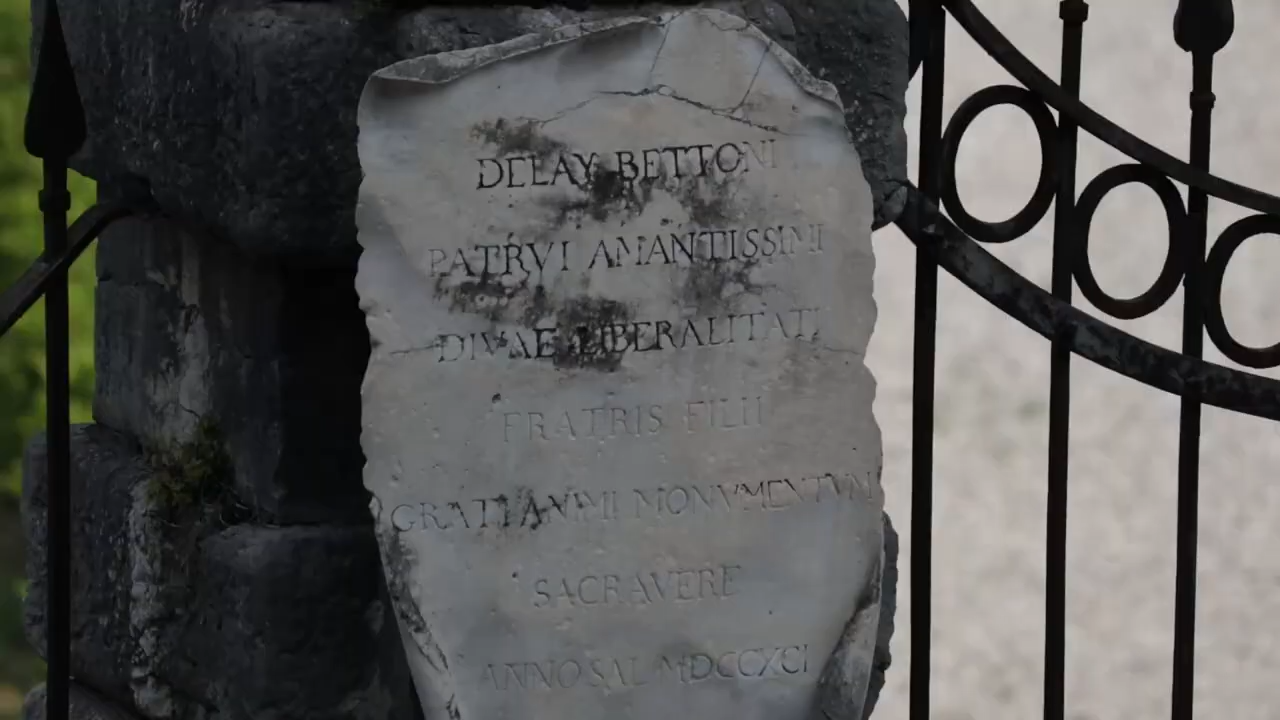 DELAY BETTONI
PATRVI AMANTISSIMI
DIVAE LIBERALITATI
FRATRIS FILII
GRATI ANIMI MONVMENTVM
SACRAVERE
ANNO SAL MDCCXCI